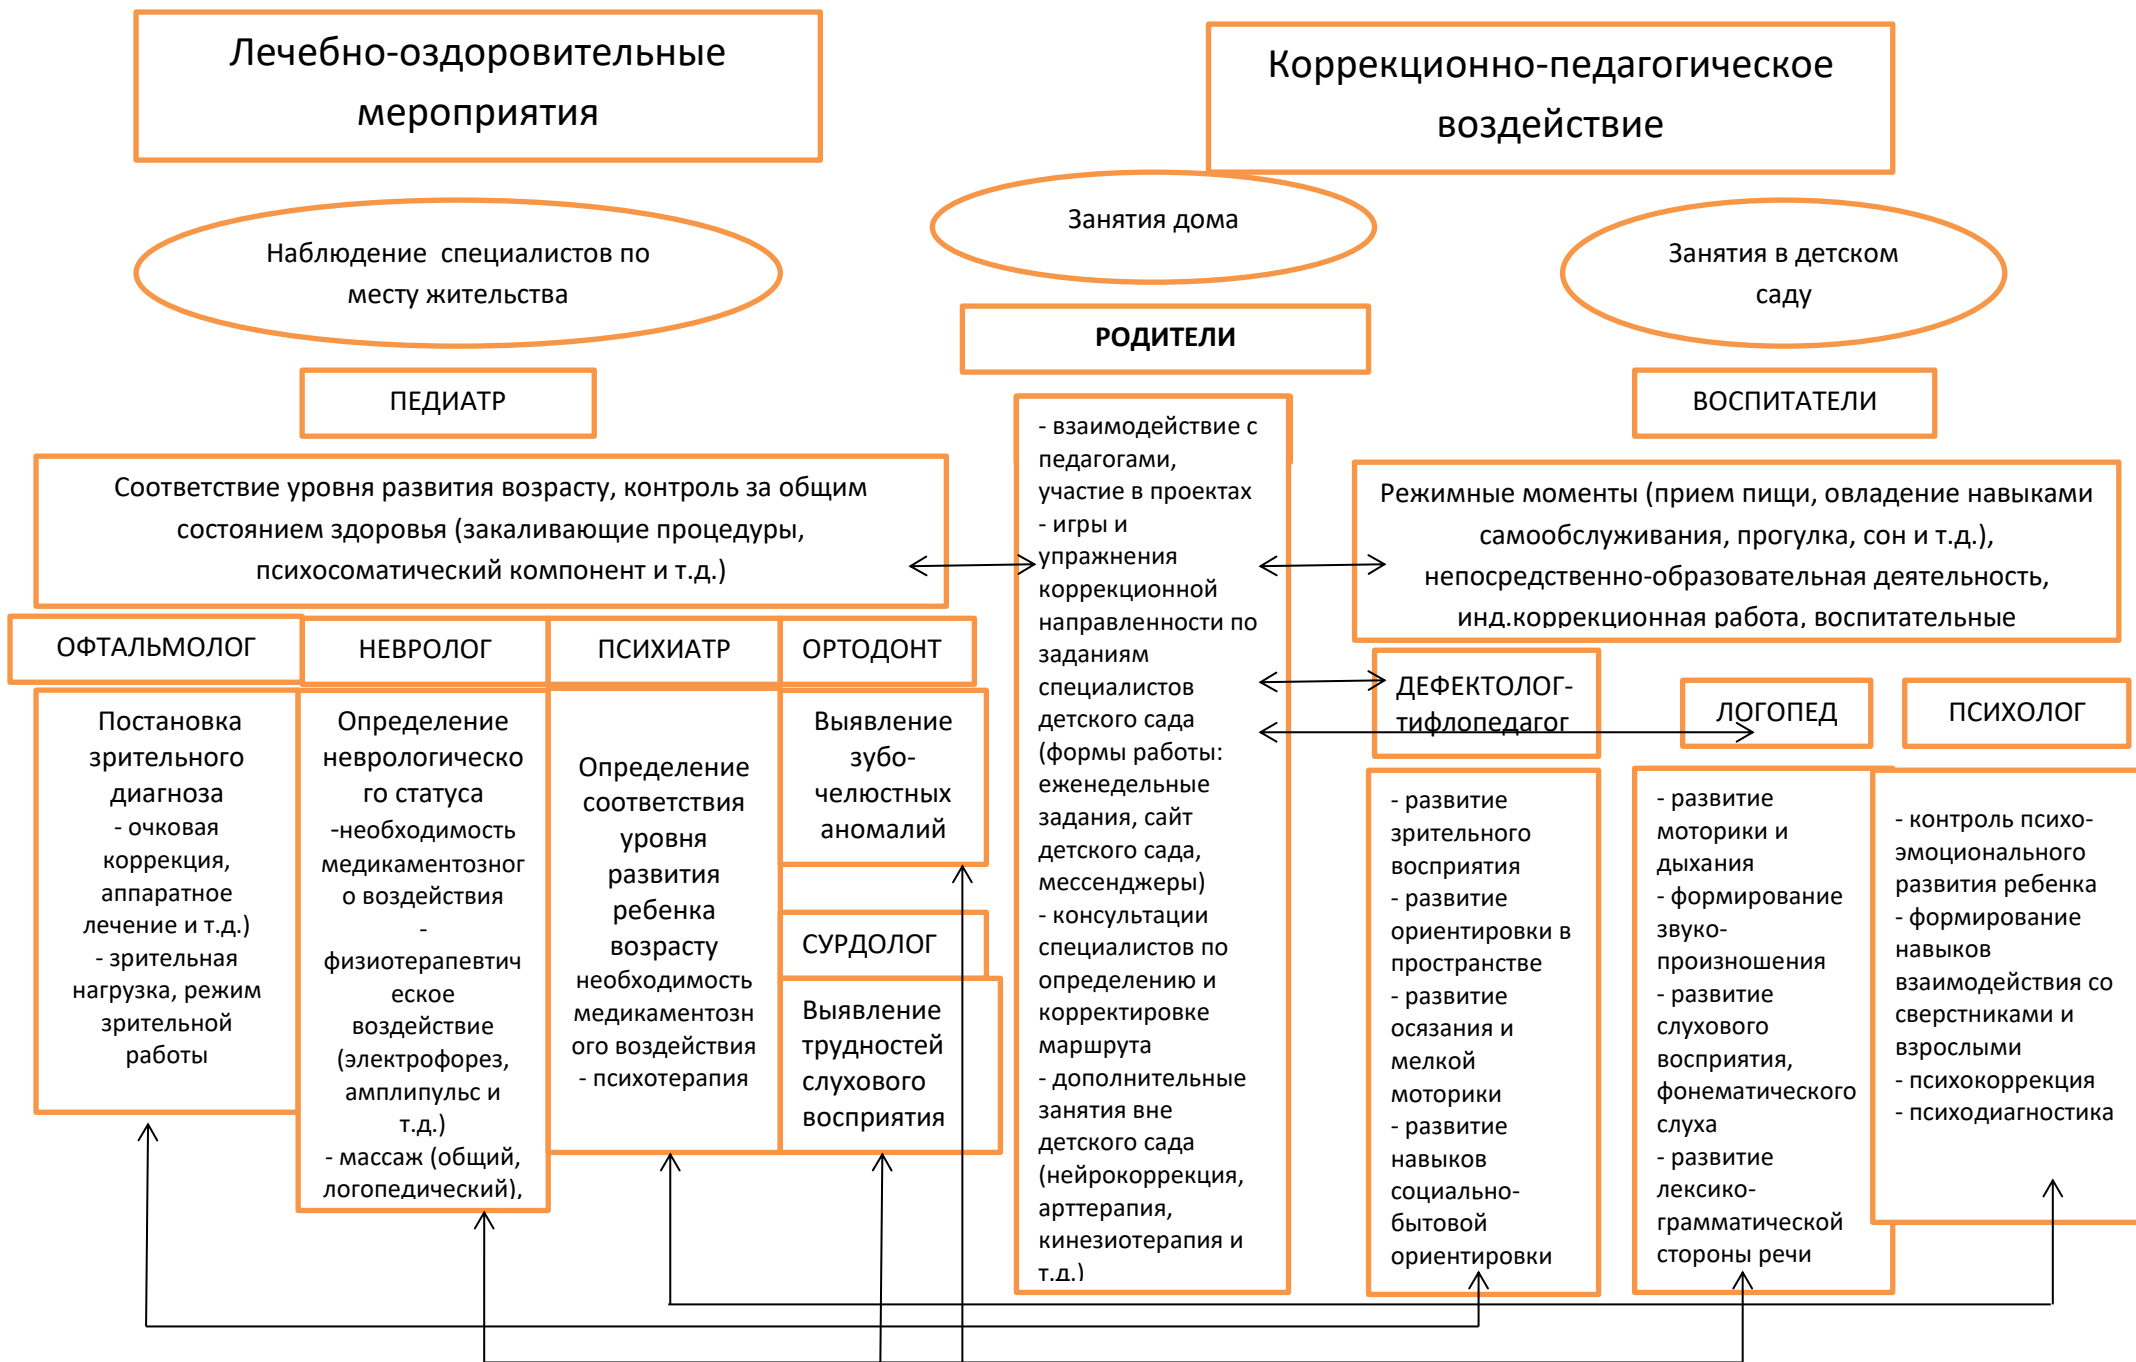 Лечебно-оздоровительные
мероприятия
Коррекционно-педагогическое
воздействие
Наблюдение специалистов по
месту жительства
Занятия дома
Занятия в детском
саду
РОДИТЕЛИ
ПЕДИАТР
ВОСПИТАТЕЛИ
Соответствие уровня развития возрасту, контроль за общим
состоянием здоровья (закаливающие процедуры,
психосоматический компонент и т.д.)
- взаимодействие с
педагогами,
участие в проектах
- игры и
упражнения
коррекционной
направленности по
заданиям
специалистов
детского сада
(формы работы:
еженедельные
задания, сайт
детского сада,
мессенджеры)
- консультации
специалистов по
определению и
корректировке
маршрута
- дополнительные
занятия вне
детского сада
(нейрокоррекция,
арттерапия,
кинезиотерапия и
т.д.)
Режимные моменты (прием пищи, овладение навыками
самообслуживания, прогулка, сон и т.д.),
непосредственно-образовательная деятельность,
инд.коррекционная работа, воспитательные
ОФТАЛЬМОЛОГ
НЕВРОЛОГ
ПСИХИАТР
ОРТОДОНТ
Постановка
зрительного
диагноза
- очковая
коррекция,
аппаратное
лечение и т.д.)
- зрительная
нагрузка, режим
зрительной
работы
Определение
неврологическо
го статуса
-необходимость
медикаментозног
о воздействия
-
физиотерапевтич
еское
воздействие
(электрофорез,
амплипульс и
т.д.)
- массаж (общий,
логопедический),
Определение
соответствия
уровня
развития
ребенка
возрасту
необходимость
медикаментозн
ого воздействия
- психотерапия
Выявление
зубо-
челюстных
аномалий
СУРДОЛОГ
Выявление
трудностей
слухового
восприятия
ДЕФЕКТОЛОГ-
тифлопедагог
ЛОГОПЕД
ПСИХОЛОГ
- развитие
зрительного
восприятия
- развитие
ориентировки в
пространстве
- развитие
осязания и
мелкой
моторики
- развитие
навыков
социально-
бытовой
ориентировки
- развитие
моторики и
дыхания
- формирование
звуко-
произношения
- развитие
слухового
восприятия,
фонематического
слуха
- развитие
лексико-
грамматической
стороны речи
- контроль психо-
эмоционального
развития ребенка
- формирование
навыков
взаимодействия со
сверстниками и
взрослыми
- психокоррекция
- психодиагностика